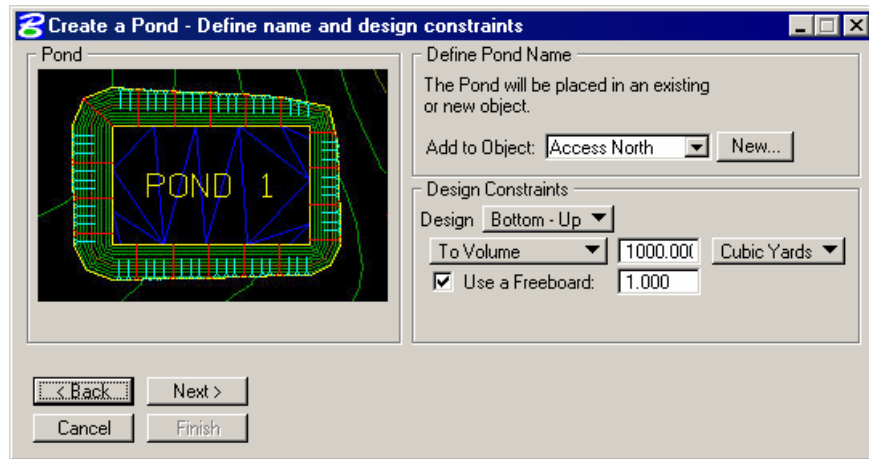 Create a Pond - Define name and design constraints
Pond
POND 1
Define Pond Name
The Pond will be placed in an existing
or new object.
Add to Object: Access North New...
Design Constraints
Design Bottom - Up
To Volume 1000.000 Cubic Yards
Use a Freeboard: 1.000
< Back Next >
Cancel Finish